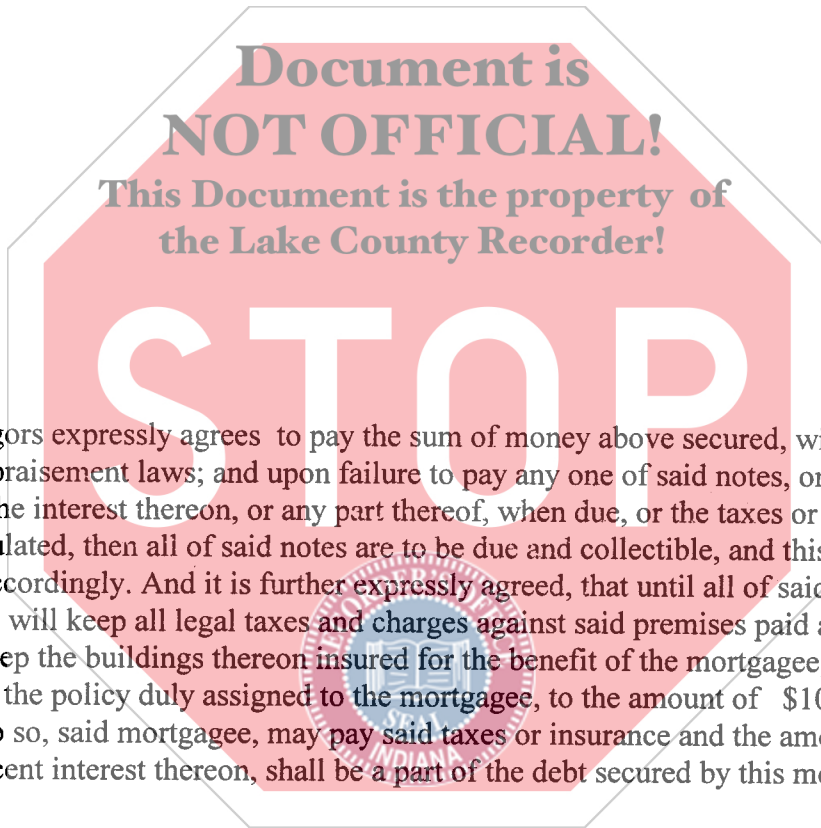 Document is
NOT OFFICIAL!
This Document is the property of
the Lake County Recorder!
STOP
gors expressly agrees to pay the sum of money above secured, wi
praisement laws; and upon failure to pay any one of said notes, or
he interest thereon, or any part thereof, when due, or the taxes or
ulated, then all of said notes are to be due and collectible, and this
ccordingly. And it is further expressly agreed, that until all of said
will keep all legal taxes and charges against said premises paid a
ep the buildings thereon insured for the benefit of the mortgagee
the policy duly assigned to the mortgagee, to the amount of $10
o so, said mortgagee, may pay said taxes or insurance and the amo
cent interest thereon, shall be a part of the debt secured by this mo
SEAL
INDIANA